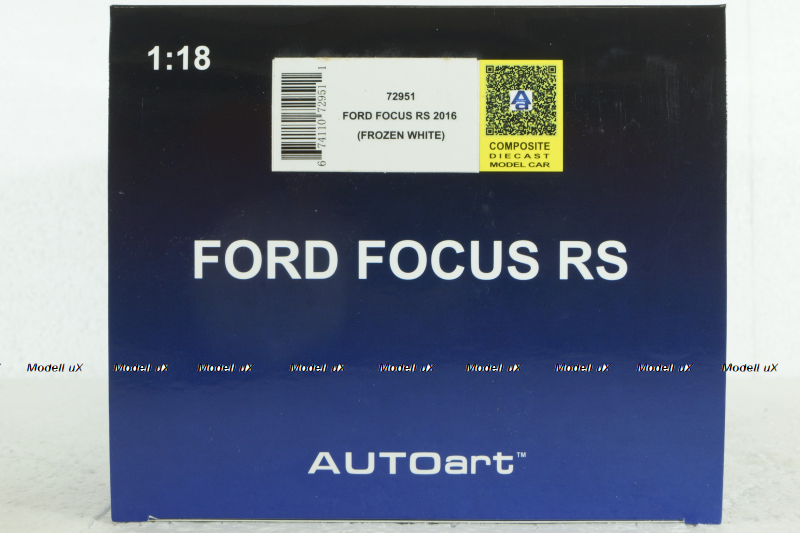 1:18
6 74110 72951 1
72951
FORD FOCUS RS 2016
(FROZEN WHITE)
COMPOSITE
DIECAST
MODEL CAR
FORD FOCUS RS
Modell uX Modell uX Modell uX Modell uX Modell uX Modell uX Modell uX Modell uX Modell uX
AUTOart™